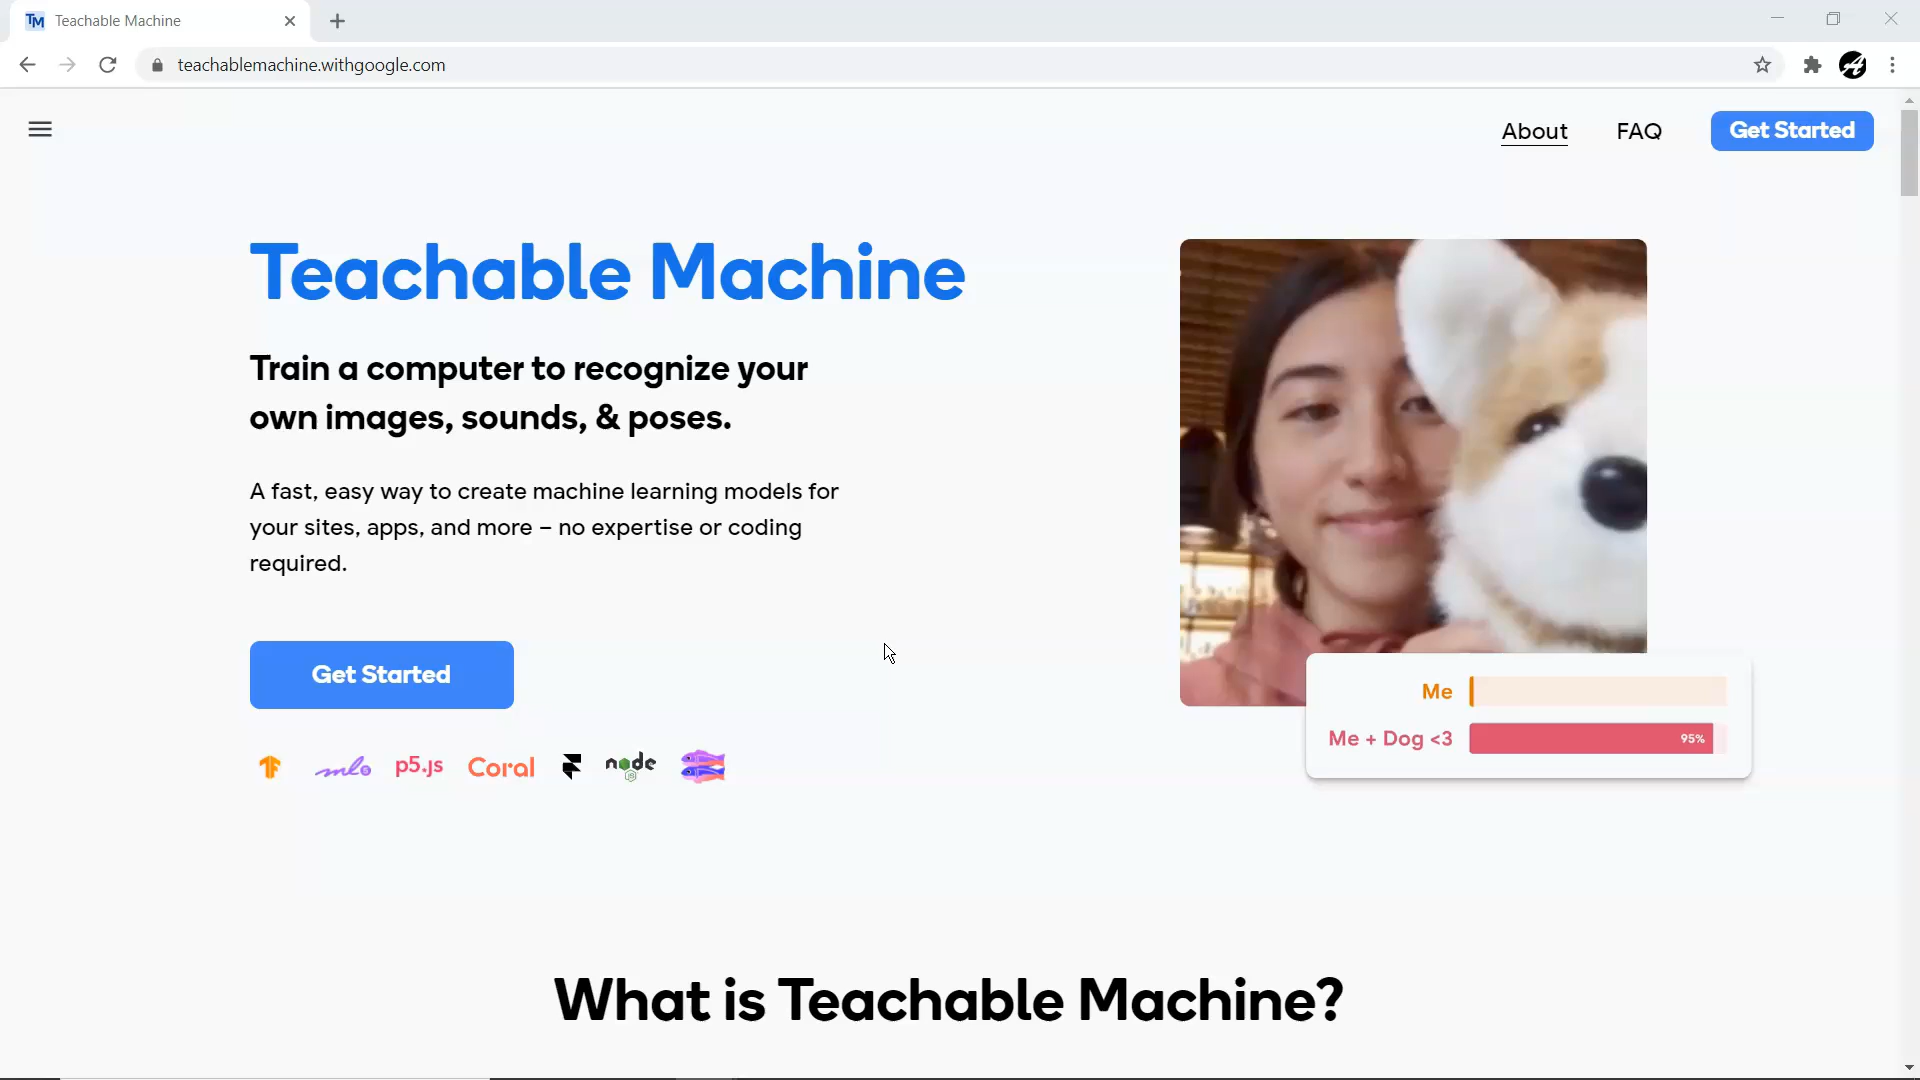 TM Teachable Machine
teachablemachine.withgoogle.com
About FAQ Get Started
Teachable Machine
Train a computer to recognize your
own images, sounds, & poses.
A fast, easy way to create machine learning models for
your sites, apps, and more – no expertise or coding
required.
Get Started
ml5 p5.js Coral node
Me
Me + Dog <3 95%
What is Teachable Machine?